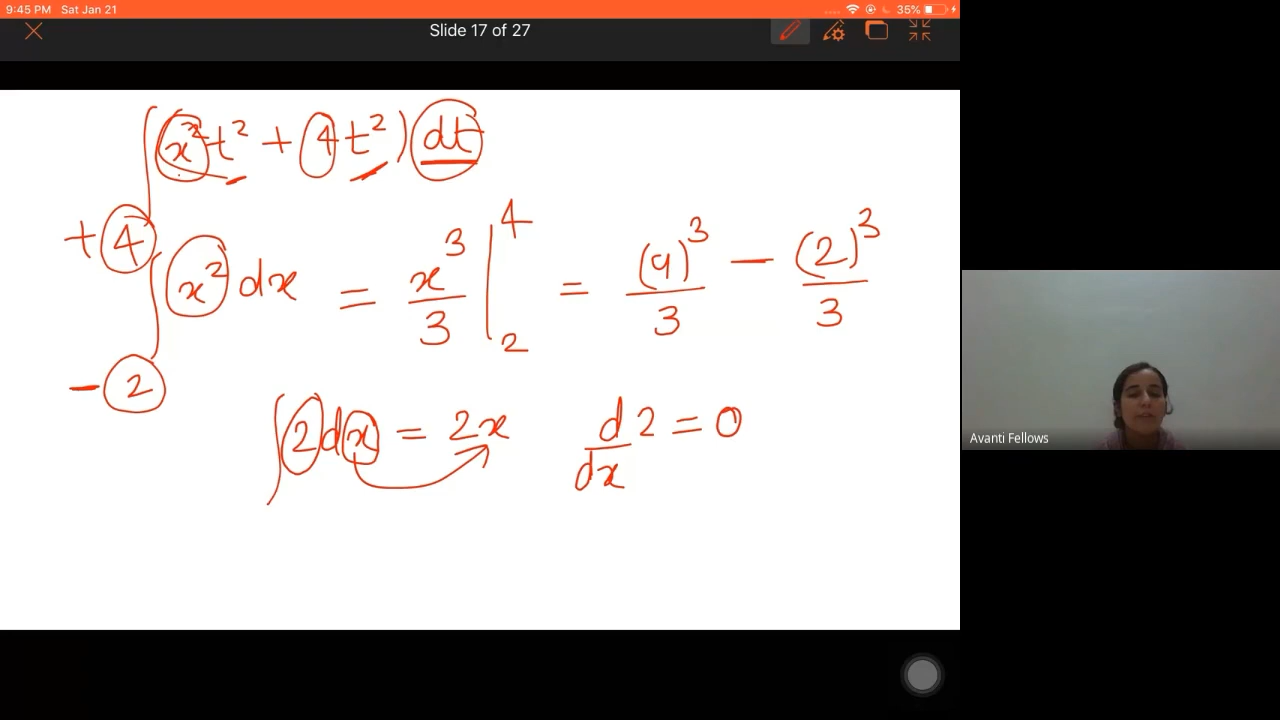 9:45 PM Sat Jan 21 35%
Slide 17 of 27
∫(x²t² + 4t²) dt
+4
∫ x² dx = x³/3 |₂⁴ = (4)³/3 − (2)³/3
−2
∫2dx = 2x d/dx 2 = 0
Avanti Fellows